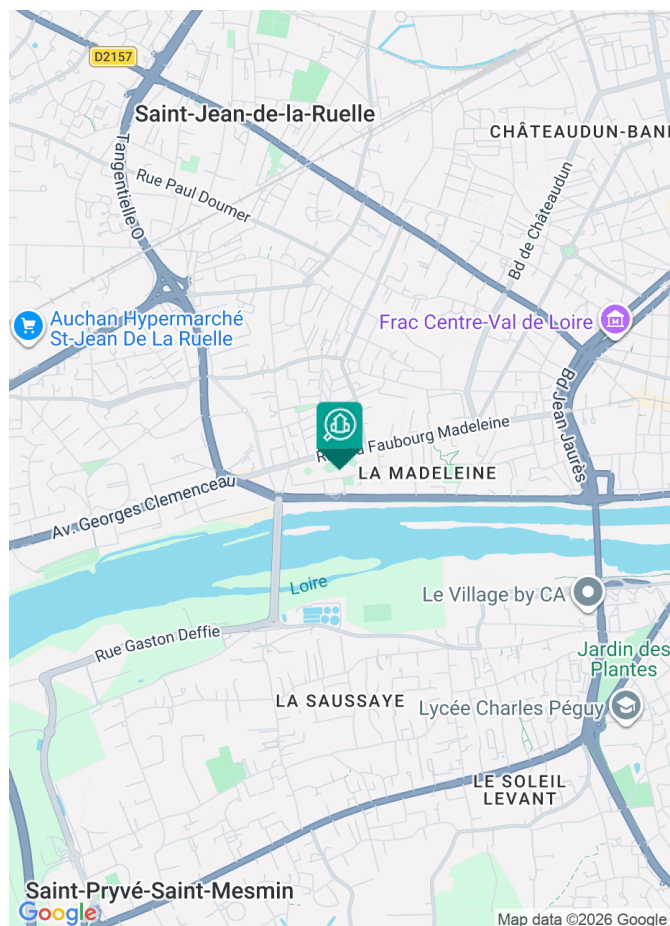 D2157
Saint-Jean-de-la-Ruelle
CHÂTEAUDUN-BAN
Tangentielle O
Rue Paul Doumer
Bd de Châteaudun
Auchan Hypermarché
St-Jean De La Ruelle
Frac Centre-Val de Loire
Bd Jean Jaurès
Faubourg Madeleine
LA MADELEINE
Av. Georges Clemenceau
Loire
Le Village by CA
Rue Gaston Deffie
Jardin des
Plantes
LA SAUSSAYE
Lycée Charles Péguy
LE SOLEIL
LEVANT
Saint-Pryvé-Saint-Mesmin
Google
Map data ©2026 Google